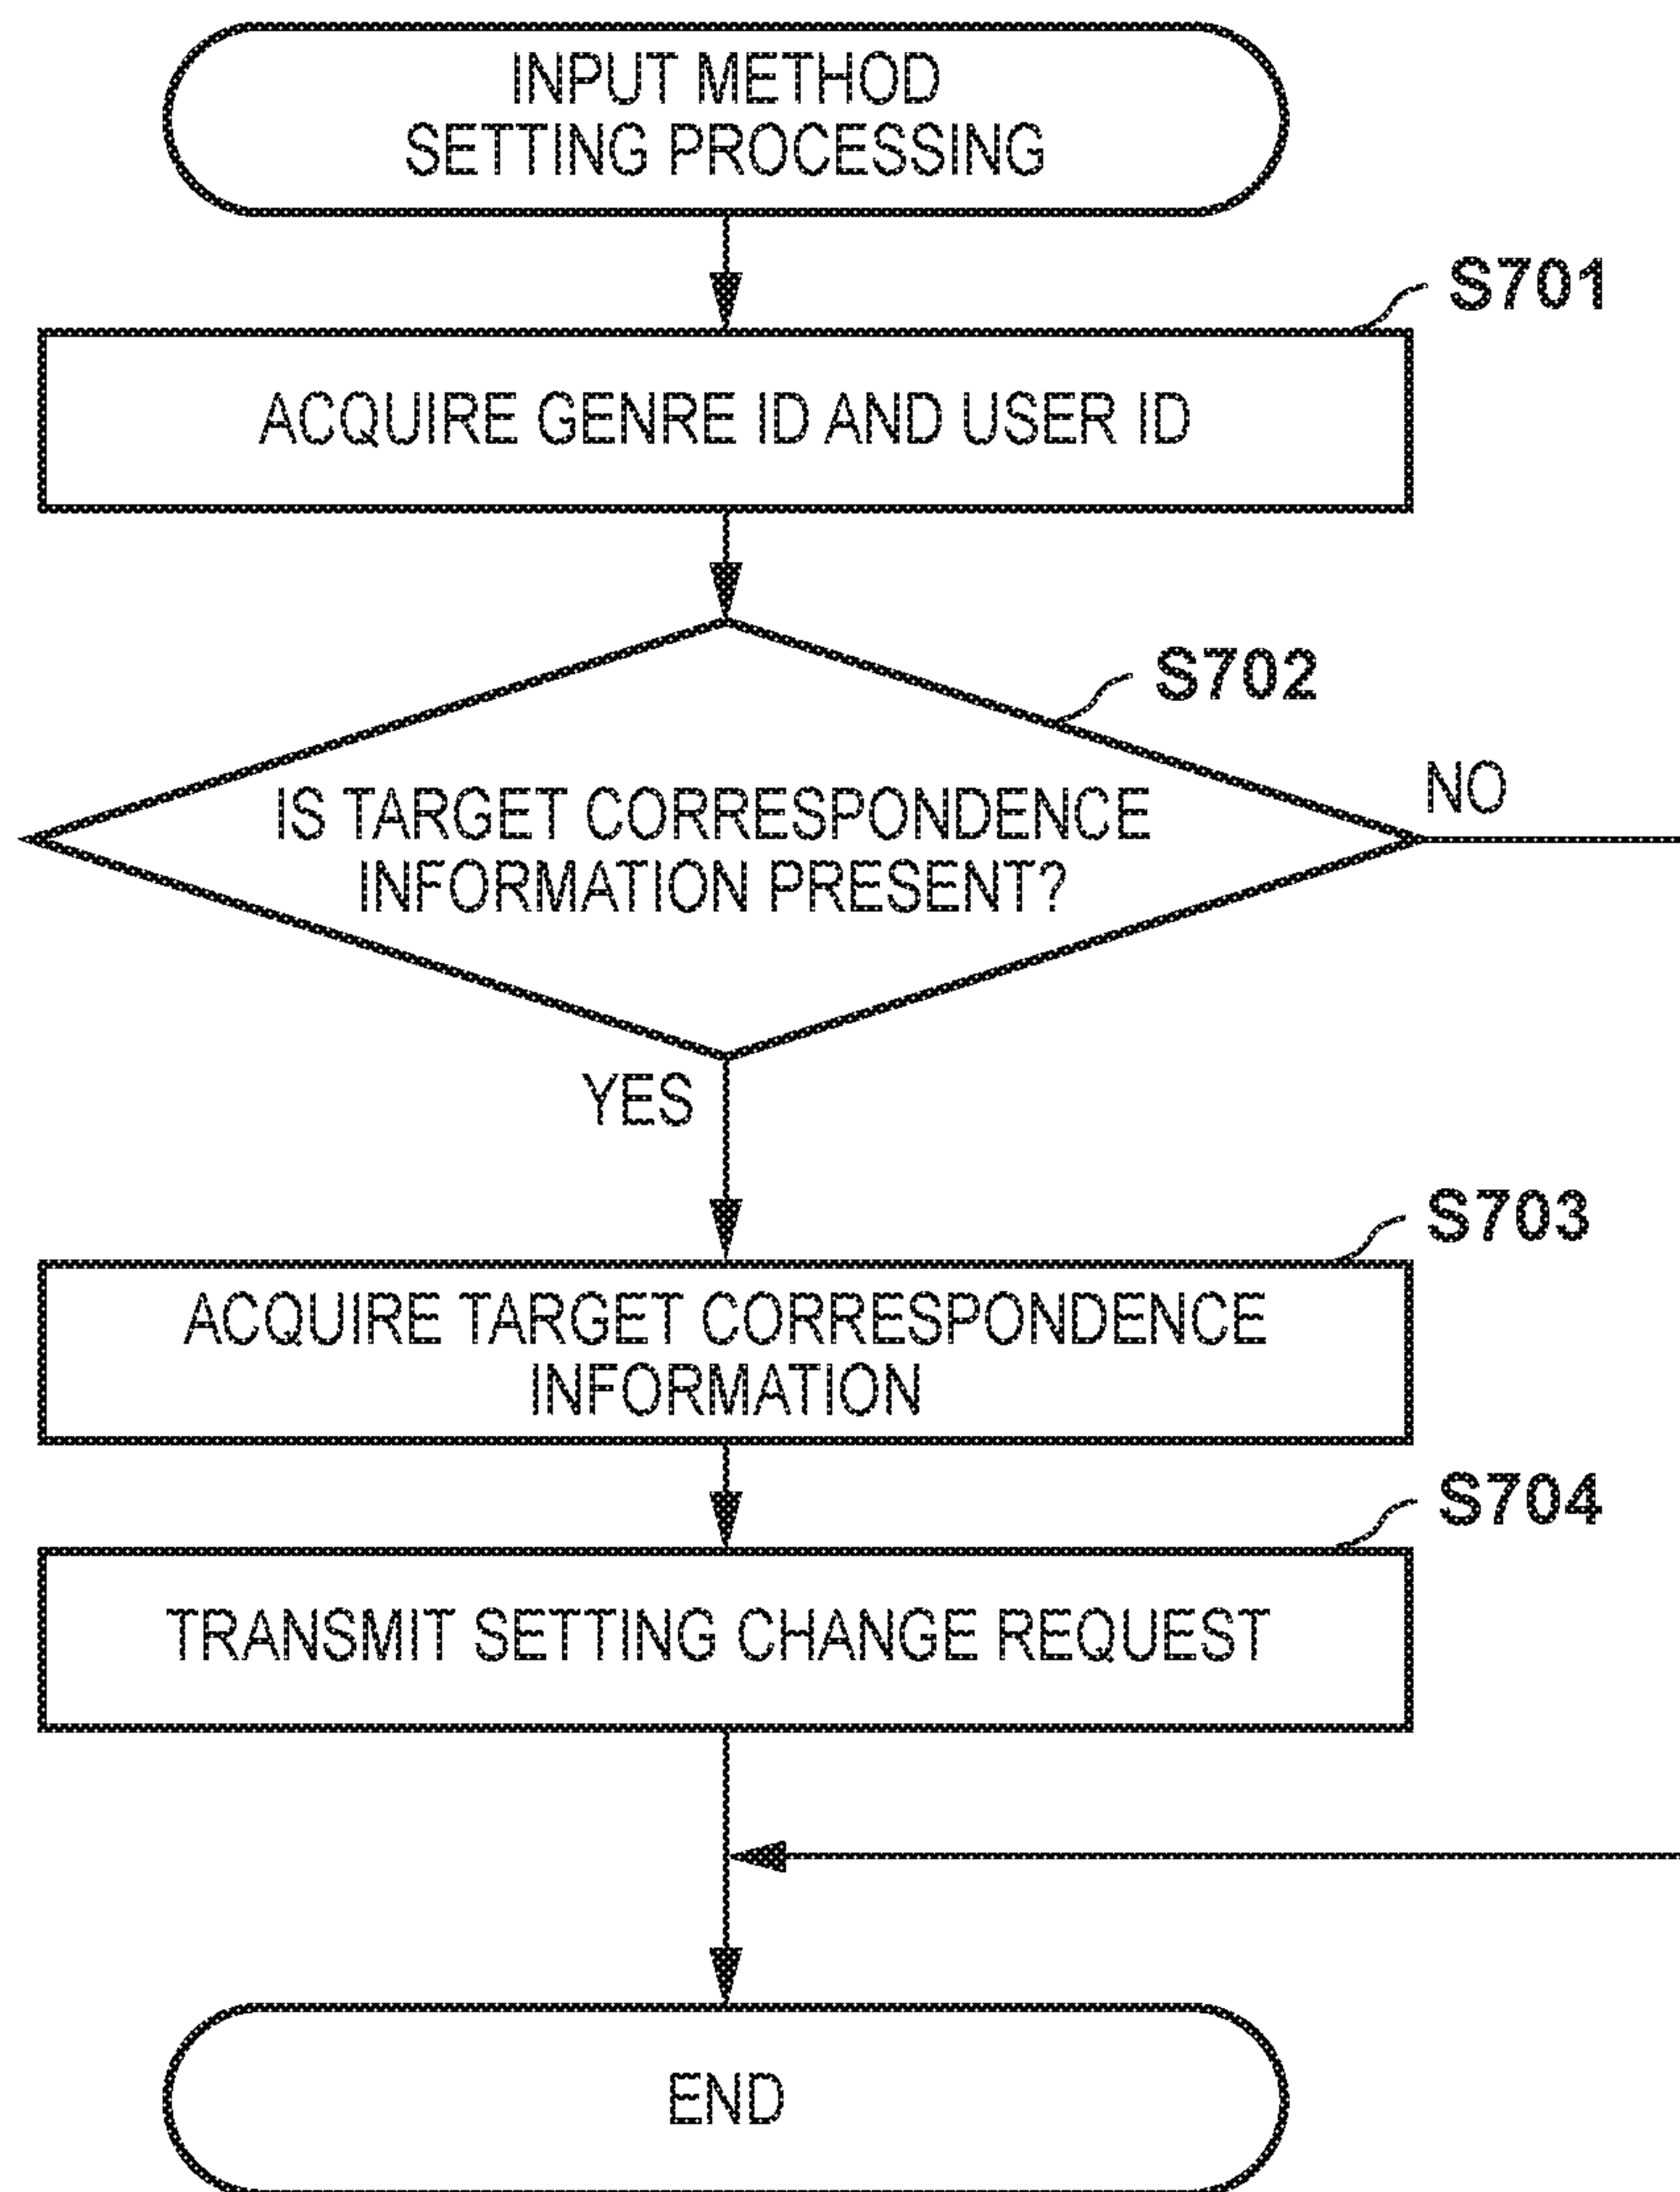 INPUT METHOD
SETTING PROCESSING
S701
ACQUIRE GENRE ID AND USER ID
S702
IS TARGET CORRESPONDENCE
INFORMATION PRESENT?
NO
YES
S703
ACQUIRE TARGET CORRESPONDENCE
INFORMATION
S704
TRANSMIT SETTING CHANGE REQUEST
END